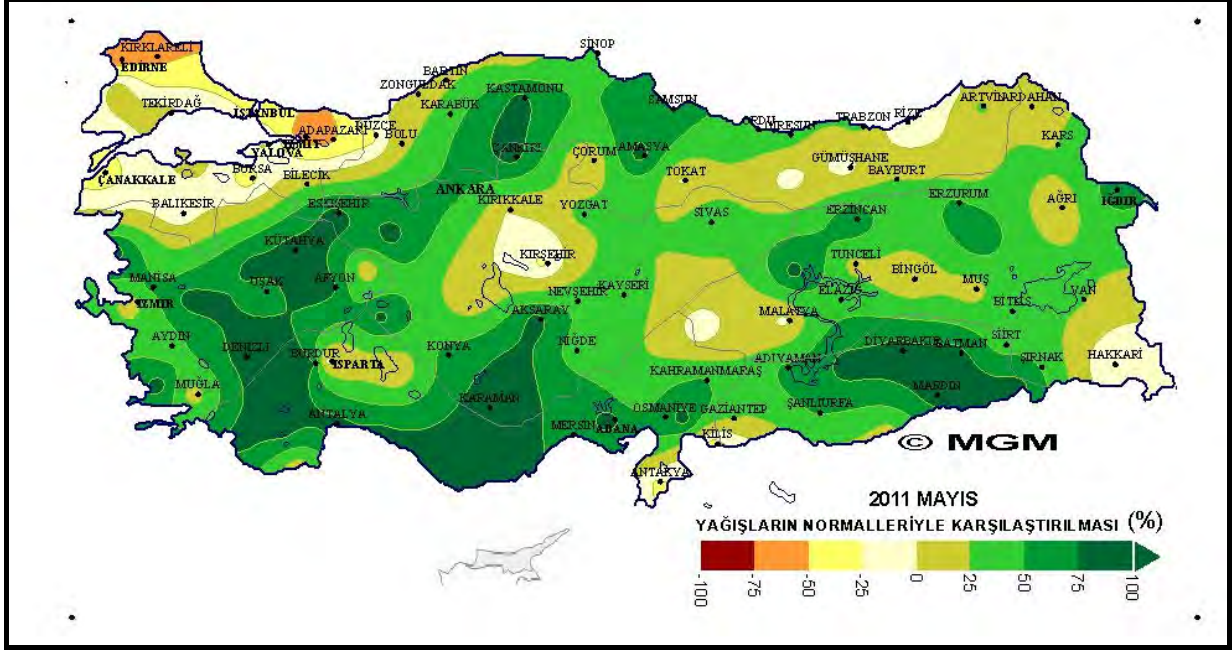 SİNOP
KIRKLARELİ
EDİRNE
BARTIN
ZONGULDAK
KASTAMONU
TEKİRDAĞ
İSTANBUL
KARABÜK
SAMSUN
ARTVİN
ARDAHAN
ADAPAZARI
DÜZCE
BOLU
ORDU
GİRESUN
TRABZON
RİZE
KARS
İZMİT
YALOVA
ÇANKIRI
ÇORUM
AMASYA
GÜMÜŞHANE
BAYBURT
ÇANAKKALE
BURSA
BİLECİK
ANKARA
TOKAT
ERZURUM
AĞRI
IĞDIR
BALIKESİR
ESKİŞEHİR
KIRIKKALE
YOZGAT
SİVAS
ERZİNCAN
KÜTAHYA
KIRŞEHİR
TUNCELİ
BİNGÖL
MUŞ
MANİSA
UŞAK
AFYON
NEVŞEHİR
KAYSERİ
ELAZIĞ
BİTLİS
VAN
İZMİR
AKSARAY
MALATYA
AYDIN
DENİZLİ
BURDUR
ISPARTA
KONYA
NİĞDE
DİYARBAKIR
BATMAN
SİİRT
ŞIRNAK
HAKKARİ
MUĞLA
KAHRAMANMARAŞ
ADIYAMAN
MARDİN
ANTALYA
KARAMAN
MERSİN
ADANA
OSMANİYE
GAZİANTEP
ŞANLIURFA
KİLİS
ANTAKYA
© MGM
2011 MAYIS
YAĞIŞLARIN NORMALLERİYLE KARŞILAŞTIRILMASI (%)
-100 -75 -50 -25 0 25 50 75 100